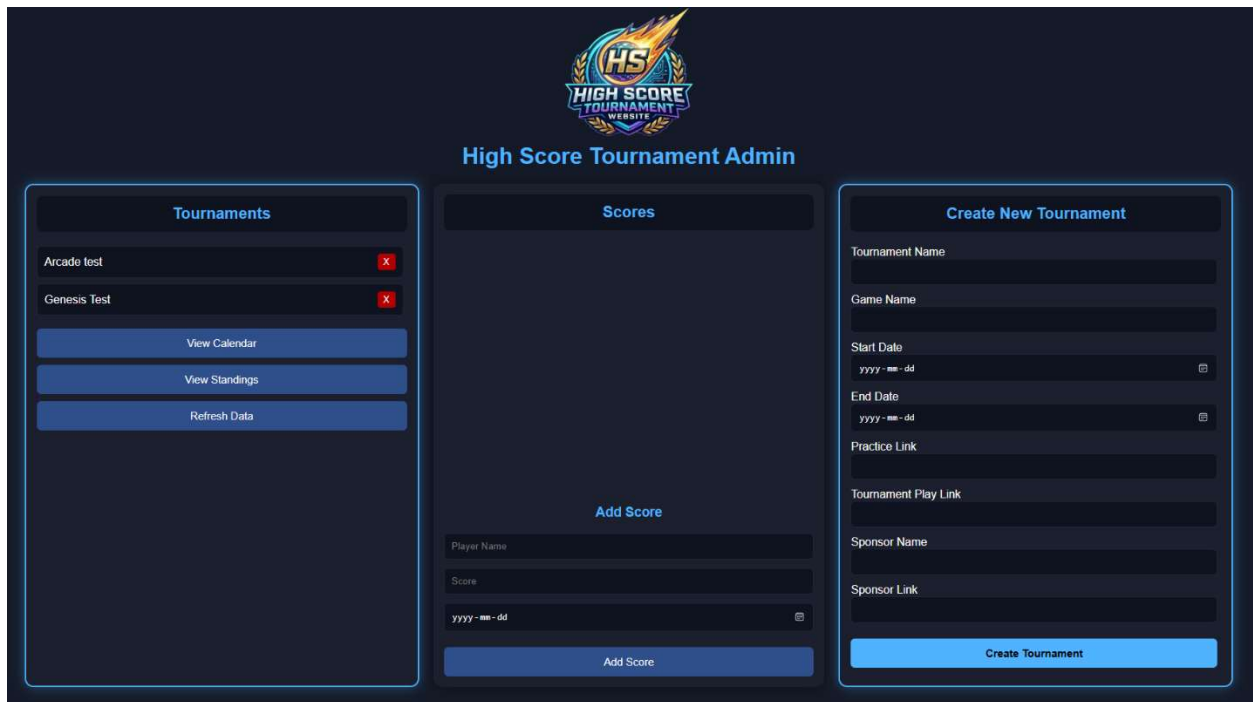 HS
HIGH SCORE
TOURNAMENT
WEBSITE
High Score Tournament Admin
Tournaments
Arcade test
X
Genesis Test
X
View Calendar
View Standings
Refresh Data
Scores
Add Score
Player Name
Score
yyyy-mm-dd
Add Score
Create New Tournament
Tournament Name
Game Name
Start Date
yyyy-mm-dd
End Date
yyyy-mm-dd
Practice Link
Tournament Play Link
Sponsor Name
Sponsor Link
Create Tournament